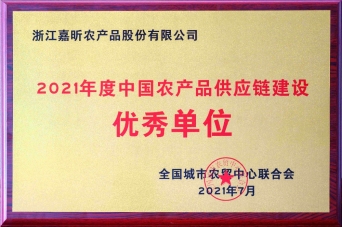 浙江嘉昕农产品股份有限公司
2021年度中国农产品供应链建设
优秀单位
全国城市农贸中心联合会
2021年7月